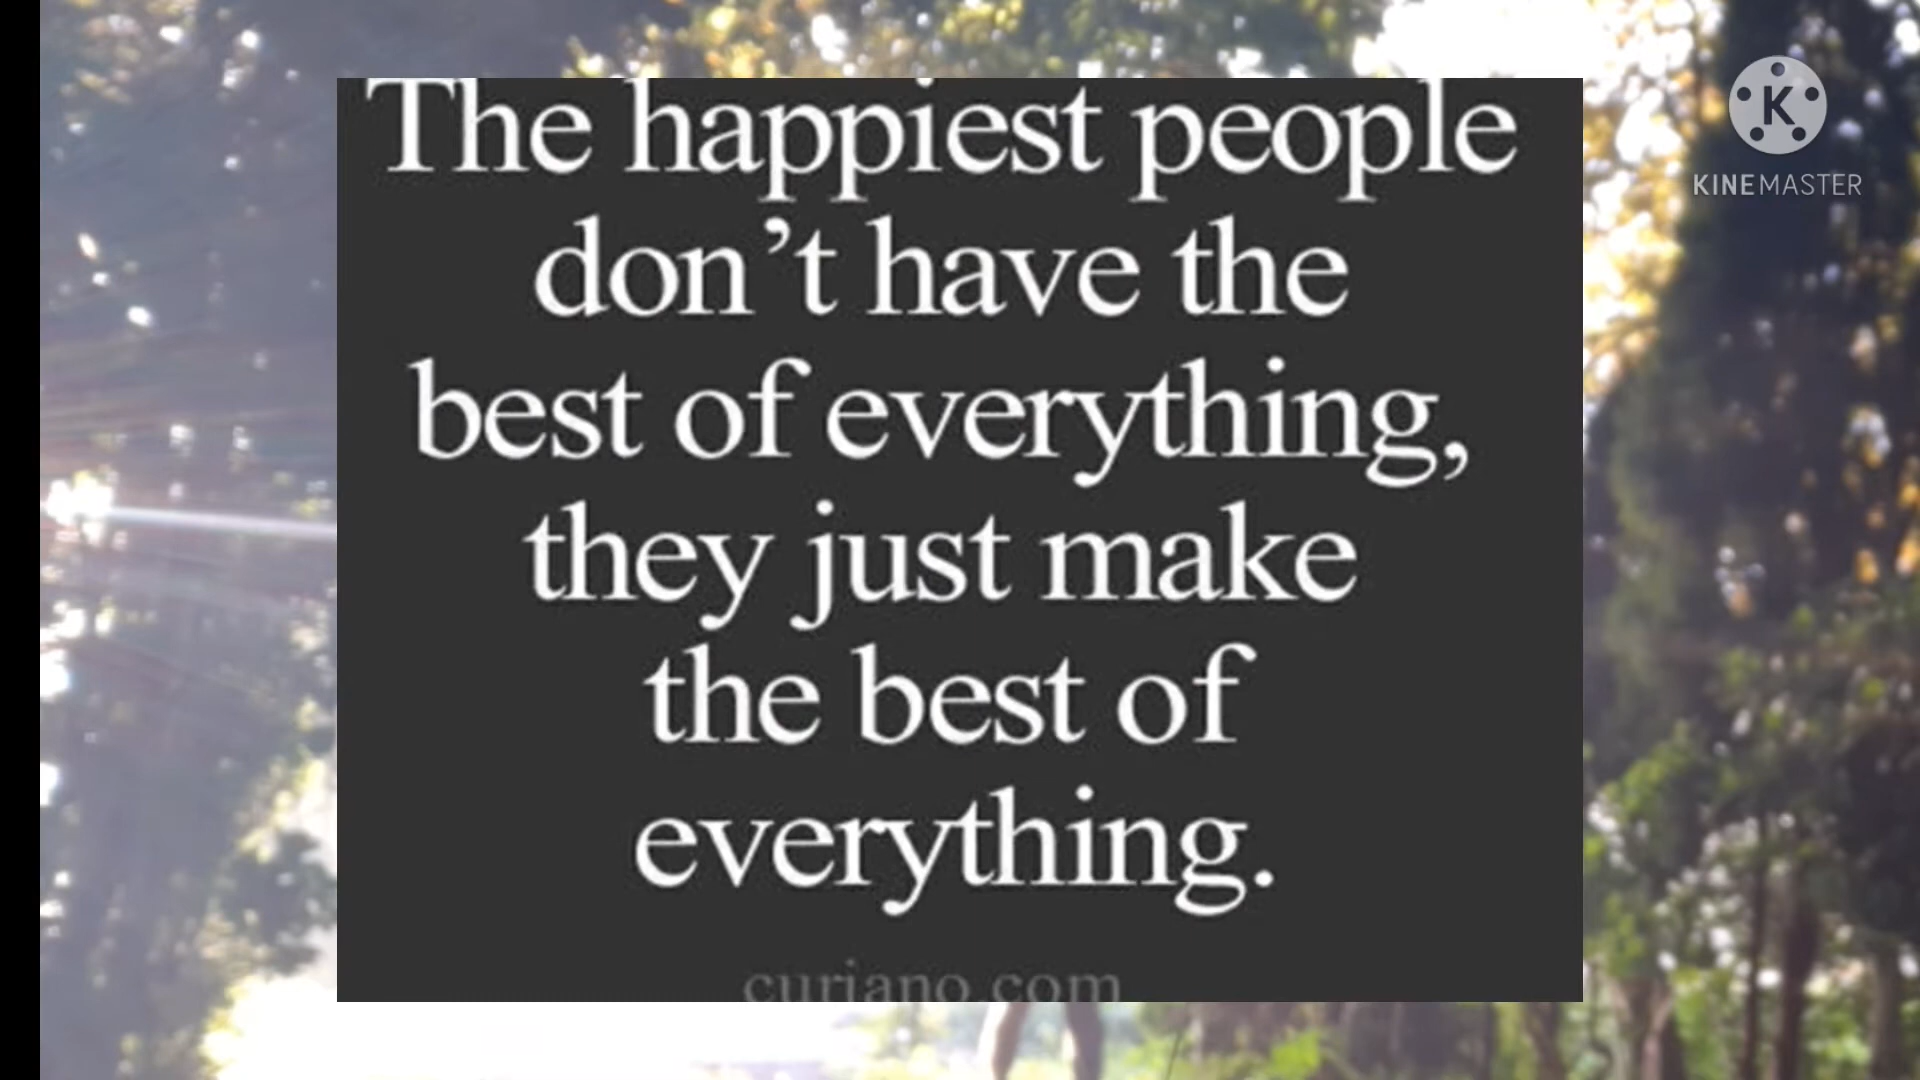 The happiest people
don't have the
best of everything,
they just make
the best of
everything.
curiano.com
K
KINEMASTER